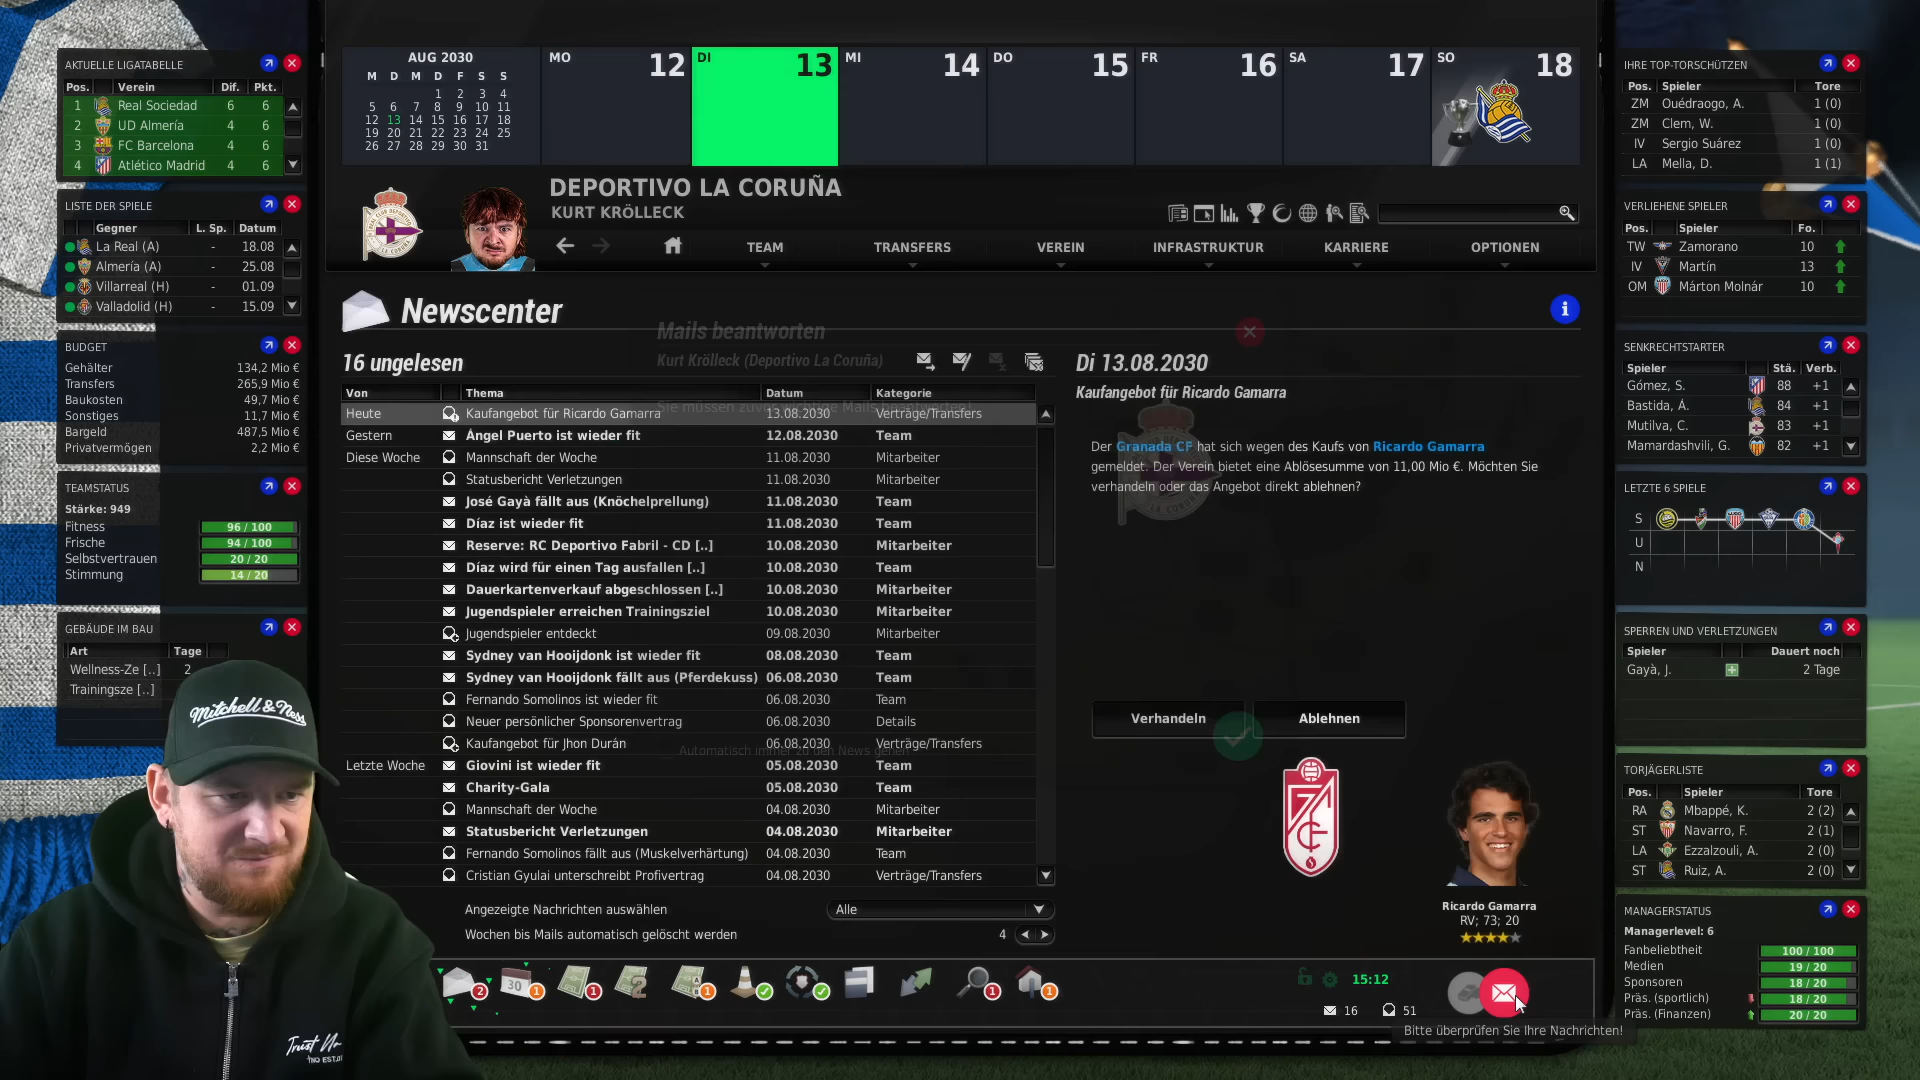 AKTUELLE LIGATABELLE
Pos. Verein Dif. Pkt.
1 Real Sociedad 6 6
2 UD Almería 4 6
3 FC Barcelona 4 6
4 Atlético Madrid 4 6
LISTE DER SPIELE
Gegner L. Sp. Datum
La Real (A) - 18.08
Almería (A) - 25.08
Villarreal (H) - 01.09
Valladolid (H) - 15.09
BUDGET
Gehälter 134,2 Mio €
Transfers 265,9 Mio €
Baukosten 49,7 Mio €
Sonstiges 11,7 Mio €
Bargeld 487,5 Mio €
Privatvermögen 2,2 Mio €
TEAMSTATUS
Stärke: 949
Fitness 96 / 100
Frische 94 / 100
Selbstvertrauen 20 / 20
Stimmung 14 / 20
GEBÄUDE IM BAU
Art Tage
Wellness-Ze [..] 2
Trainingsze [..]
Mitchell & Ness
AUG 2030
M D M D F S S
1 2 3 4
5 6 7 8 9 10 11
12 13 14 15 16 17 18
19 20 21 22 23 24 25
26 27 28 29 30 31
MO 12
DI 13
MI 14
DO 15
FR 16
SA 17
SO 18
DEPORTIVO LA CORUÑA
KURT KRÖLLECK
TEAM TRANSFERS VEREIN INFRASTRUKTUR KARRIERE OPTIONEN
Newscenter
Mails beantworten
16 ungelesen
Kurt Krölleck (Deportivo La Coruña)
Von Thema Datum Kategorie
Heute Kaufangebot für Ricardo Gamarra 13.08.2030 Verträge/Transfers
Gestern Ángel Puerto ist wieder fit 12.08.2030 Team
Diese Woche Mannschaft der Woche 11.08.2030 Mitarbeiter
Statusbericht Verletzungen 11.08.2030 Mitarbeiter
José Gayà fällt aus (Knöchelprellung) 11.08.2030 Team
Díaz ist wieder fit 11.08.2030 Team
Reserve: RC Deportivo Fabril - CD [..] 10.08.2030 Mitarbeiter
Díaz wird für einen Tag ausfallen [..] 10.08.2030 Team
Dauerkartenverkauf abgeschlossen [..] 10.08.2030 Mitarbeiter
Jugendspieler erreichen Trainingsziel 10.08.2030 Mitarbeiter
Jugendspieler entdeckt 09.08.2030 Mitarbeiter
Sydney van Hooijdonk ist wieder fit 08.08.2030 Team
Sydney van Hooijdonk fällt aus (Pferdekuss) 06.08.2030 Team
Fernando Somolinos ist wieder fit 06.08.2030 Team
Neuer persönlicher Sponsorenvertrag 06.08.2030 Details
Kaufangebot für Jhon Durán 06.08.2030 Verträge/Transfers
Automatisch immer zu den News gehen
Letzte Woche Giovini ist wieder fit 05.08.2030 Team
Charity-Gala 05.08.2030 Team
Mannschaft der Woche 04.08.2030 Mitarbeiter
Statusbericht Verletzungen 04.08.2030 Mitarbeiter
Fernando Somolinos fällt aus (Muskelverhärtung) 04.08.2030 Team
Cristian Gyulai unterschreibt Profivertrag 04.08.2030 Verträge/Transfers
Angezeigte Nachrichten auswählen Alle
Wochen bis Mails automatisch gelöscht werden 4
Di 13.08.2030
Kaufangebot für Ricardo Gamarra
Der Granada CF hat sich wegen des Kaufs von Ricardo Gamarra
gemeldet. Der Verein bietet eine Ablösesumme von 11,00 Mio €. Möchten Sie
verhandeln oder das Angebot direkt ablehnen?
Verhandeln Ablehnen
Ricardo Gamarra
RV; 73; 20
2 30 1 1 2 1 1 1
15:12
16 51
Bitte überprüfen Sie Ihre Nachrichten!
IHRE TOP-TORSCHÜTZEN
Pos. Spieler Tore
ZM Ouédraogo, A. 1 (0)
ZM Clem, W. 1 (0)
IV Sergio Suárez 1 (0)
LA Mella, D. 1 (1)
VERLIEHENE SPIELER
Pos. Spieler Fo.
TW Zamorano 10
IV Martín 13
OM Márton Molnár 10
SENKRECHTSTARTER
Spieler Stä. Verb.
Gómez, S. 88 +1
Bastida, Á. 84 +1
Mutilva, C. 83 +1
Mamardashvili, G. 82 +1
LETZTE 6 SPIELE
S
U
N
SPERREN UND VERLETZUNGEN
Spieler Dauert noch
Gayà, J. 2 Tage
TORJÄGERLISTE
Pos. Spieler Tore
RA Mbappé, K. 2 (2)
ST Navarro, F. 2 (1)
LA Ezzalzouli, A. 2 (0)
ST Ruiz, A. 2 (0)
MANAGERSTATUS
Managerlevel: 6
Fanbeliebtheit 100 / 100
Medien 19 / 20
Sponsoren 18 / 20
Präs. (sportlich) 18 / 20
Präs. (Finanzen) 20 / 20